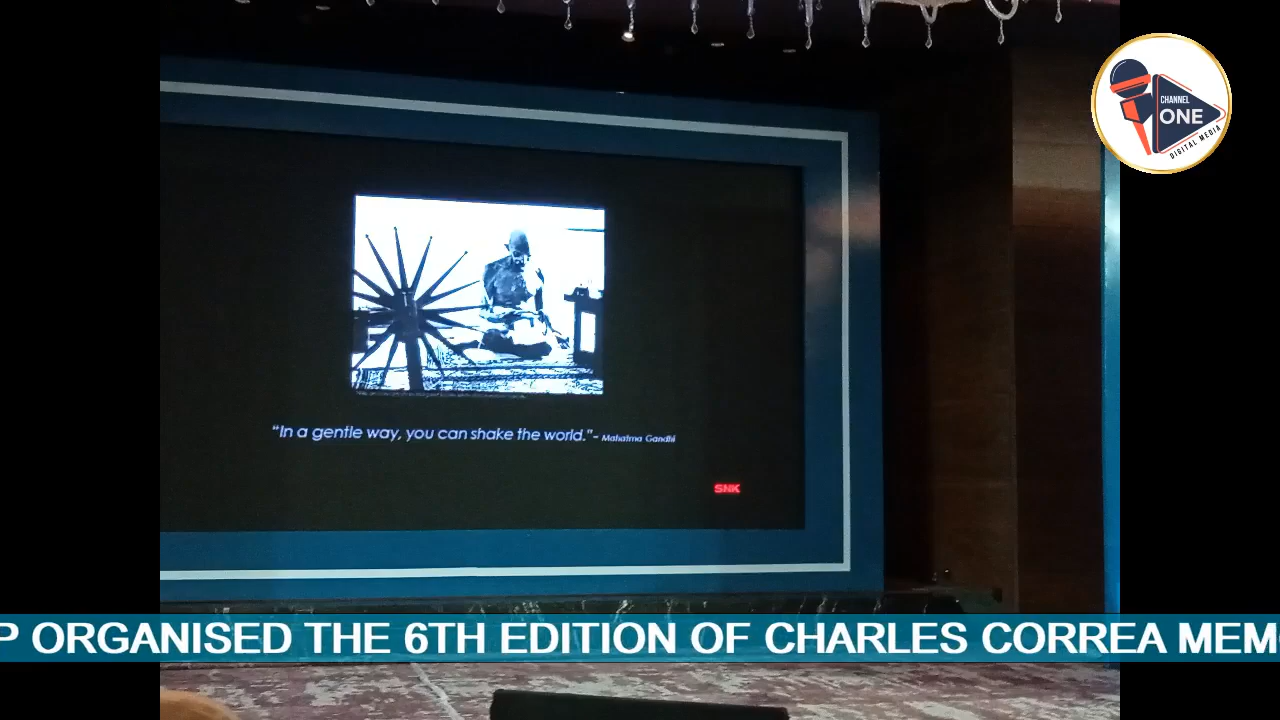 CHANNEL
ONE
DIGITAL MEDIA
“In a gentle way, you can shake the world.”- Mahatma Gandhi
SNK
P ORGANISED THE 6TH EDITION OF CHARLES CORREA MEM